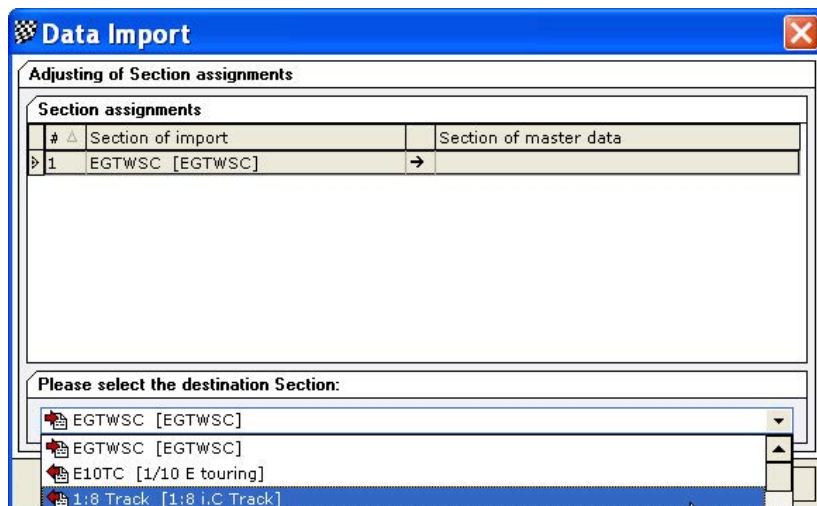 Data Import
Adjusting of Section assignments
Section assignments
# Section of import Section of master data
1 EGTWSC [EGTWSC] →
Please select the destination Section:
EGTWSC [EGTWSC]
EGTWSC [EGTWSC]
E10TC [1/10 E touring]
1:8 Track [1:8 i.C Track]